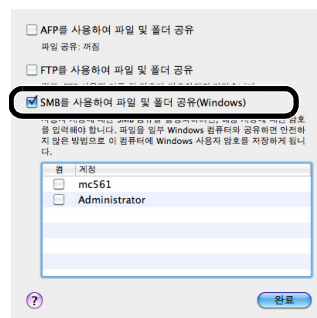 AFP를 사용하여 파일 및 폴더 공유
파일 공유: 꺼짐
FTP를 사용하여 파일 및 폴더 공유
SMB를 사용하여 파일 및 폴더 공유(Windows)
를 입력해야 합니다. 파일을 일부 Windows 컴퓨터와 공유하면 안전하
지 않은 방법으로 이 컴퓨터에 Windows 사용자 암호를 저장하게 됩니
다.
켬 계정
mc561
Administrator
? 완료